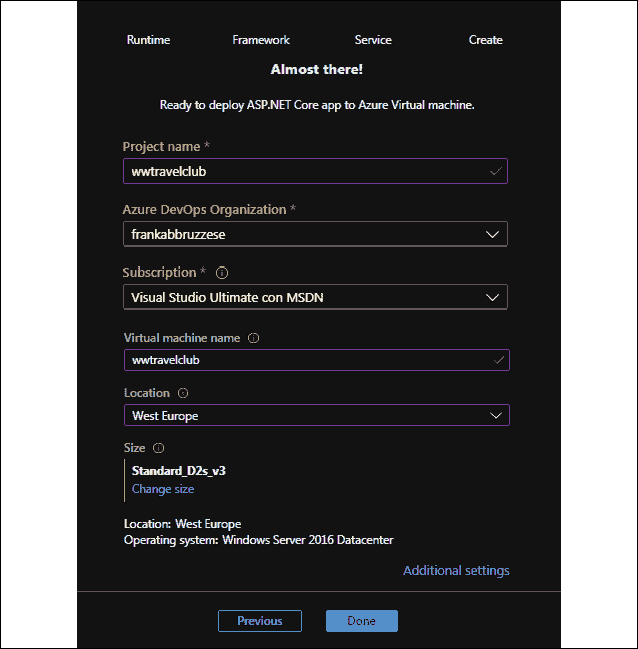 Runtime Framework Service Create
Almost there!
Ready to deploy ASP.NET Core app to Azure Virtual machine.
Project name *
wwtravelclub
Azure DevOps Organization *
frankabbruzzese
Subscription *
Visual Studio Ultimate con MSDN
Virtual machine name
wwtravelclub
Location
West Europe
Size
Standard_D2s_v3
Change size
Location: West Europe
Operating system: Windows Server 2016 Datacenter
Additional settings
Previous Done